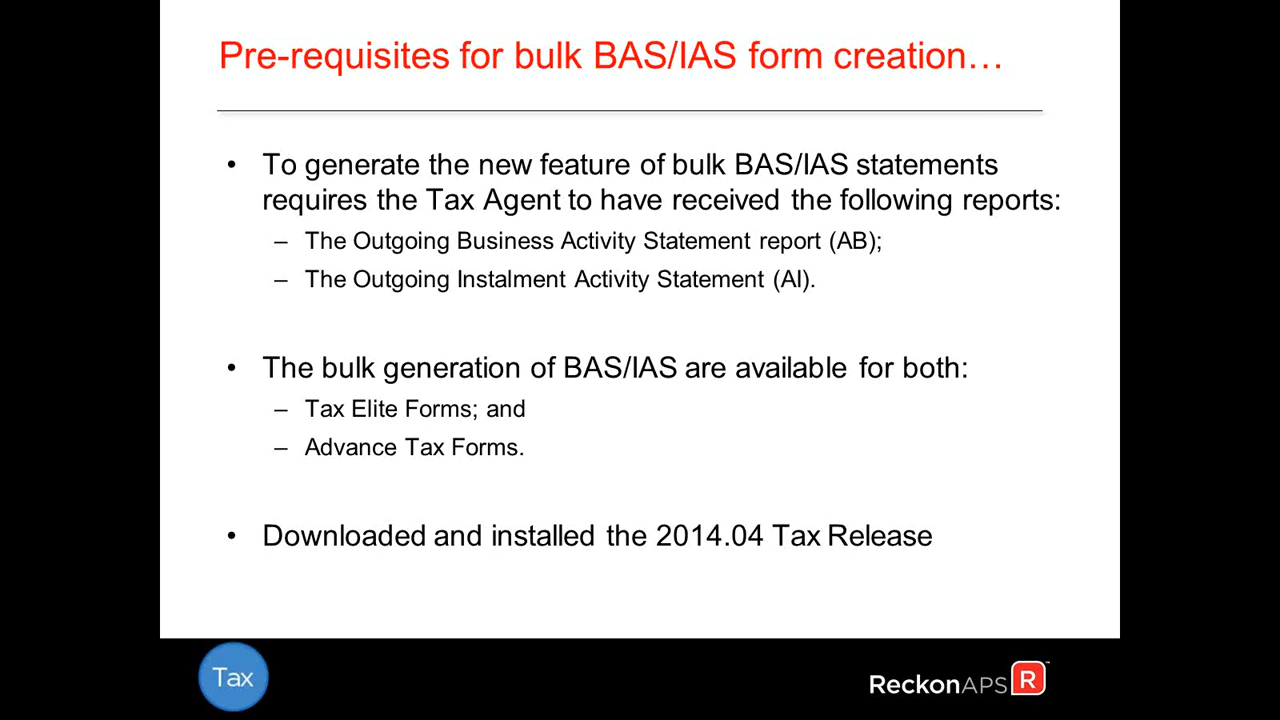 Pre-requisites for bulk BAS/IAS form creation…
• To generate the new feature of bulk BAS/IAS statements
requires the Tax Agent to have received the following reports:
– The Outgoing Business Activity Statement report (AB);
– The Outgoing Instalment Activity Statement (AI).
• The bulk generation of BAS/IAS are available for both:
– Tax Elite Forms; and
– Advance Tax Forms.
• Downloaded and installed the 2014.04 Tax Release
Tax
ReckonAPS R™